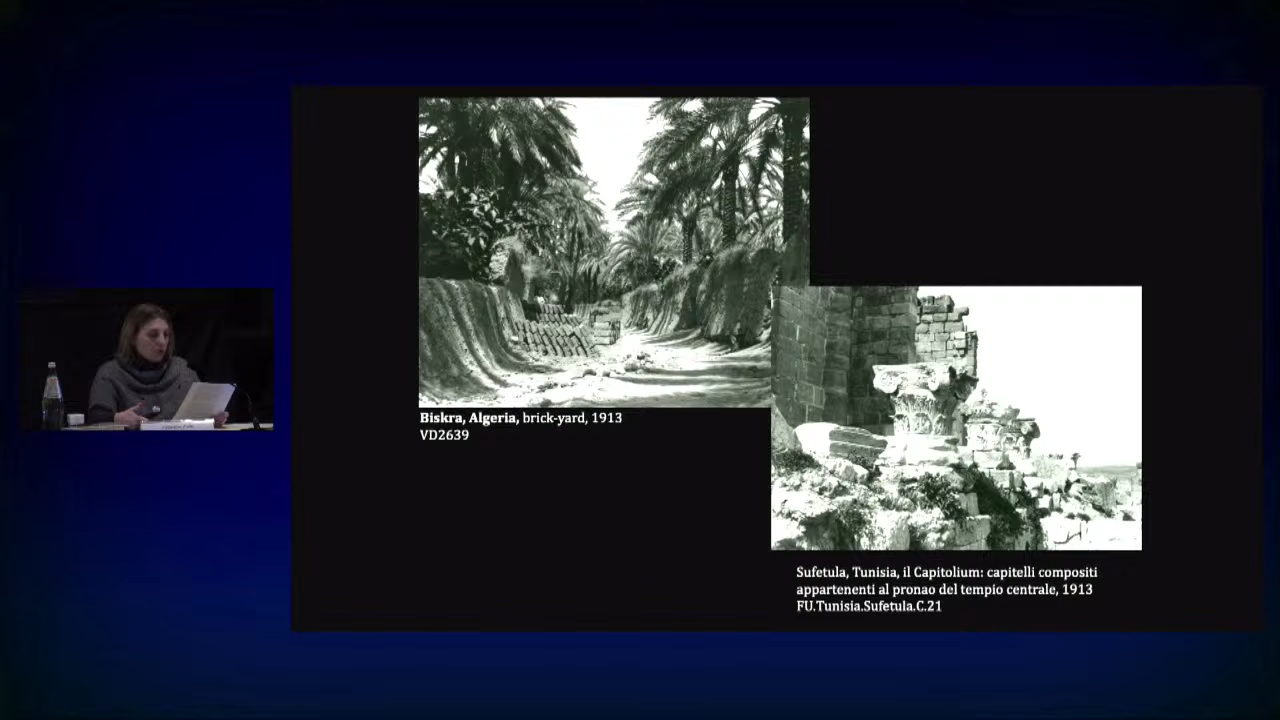 Biskra, Algeria, brick-yard, 1913
VD2639
Sufetula, Tunisia, il Capitolium: capitelli compositi
appartenenti al pronao del tempio centrale, 1913
FU.Tunisia.Sufetula.C.21